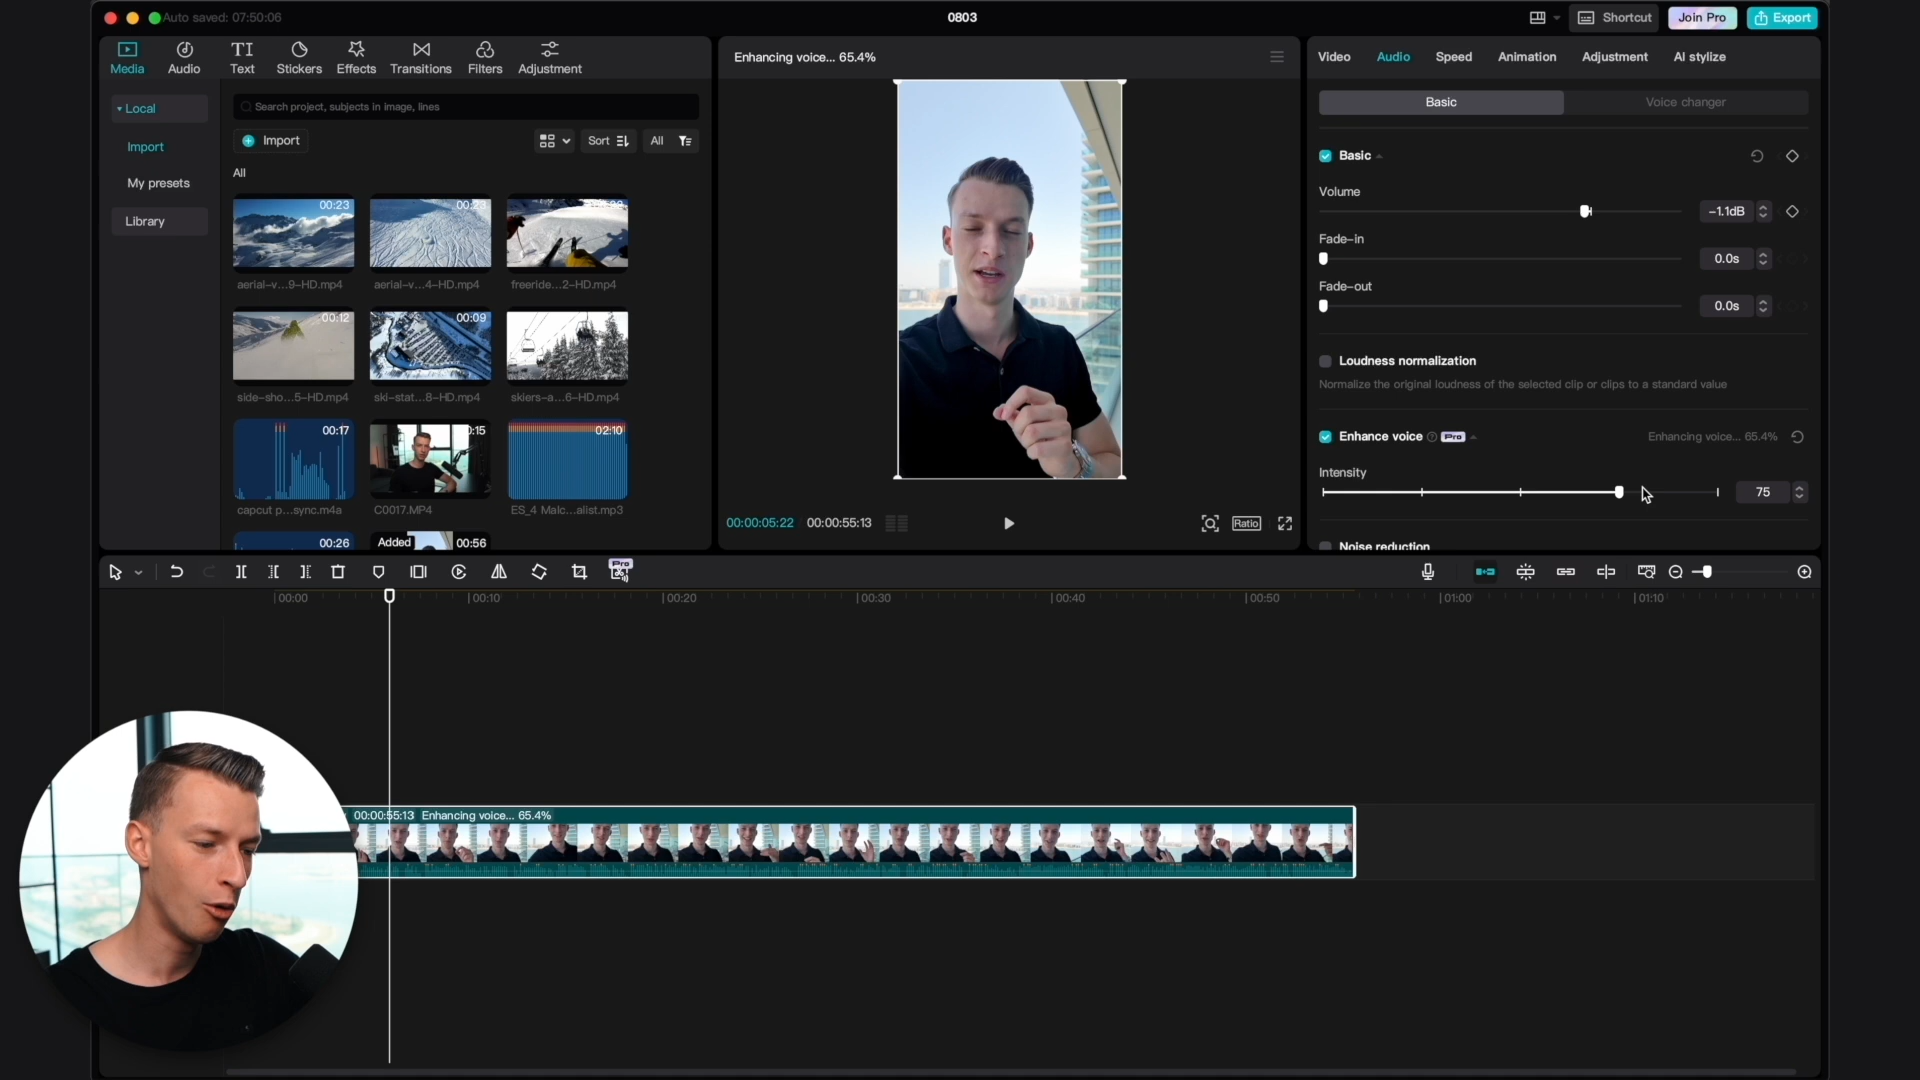 Auto saved: 07:50:06
0803
Shortcut
Join Pro
Export
Media
Audio
Text
Stickers
Effects
Transitions
Filters
Adjustment
Local
Import
My presets
Library
Search project, subjects in image, lines
Import
Sort
All
All
00:23
aerial-v...9-HD.mp4
00:23
aerial-v...4-HD.mp4
freeride...2-HD.mp4
00:12
side-sho...5-HD.mp4
00:09
ski-stat...8-HD.mp4
skiers-a...6-HD.mp4
00:17
capcut p...sync.m4a
0:15
C0017.MP4
02:10
ES_4 Malc...alist.mp3
00:26
Added
00:56
Enhancing voice... 65.4%
00:00:05:22
00:00:55:13
Ratio
Video
Audio
Speed
Animation
Adjustment
AI stylize
Basic
Voice changer
Basic
Volume
-1.1dB
Fade-in
0.0s
Fade-out
0.0s
Loudness normalization
Normalize the original loudness of the selected clip or clips to a standard value
Enhance voice
Pro
Enhancing voice... 65.4%
Intensity
75
Noise reduction
Pro
00:00
00:10
00:20
00:30
00:40
00:50
01:00
01:10
00:00:55:13 Enhancing voice... 65.4%